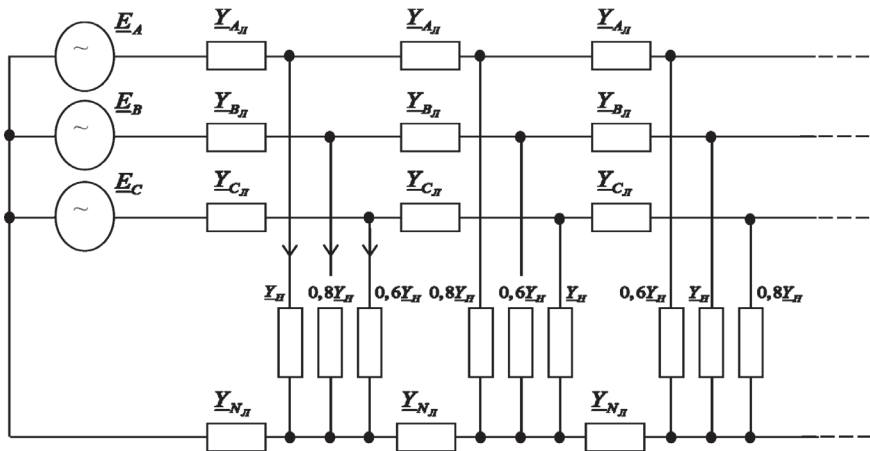 E_A Y_Aл Y_Aл Y_Aл
~
E_B Y_Bл Y_Bл Y_Bл
~
E_C Y_Cл Y_Cл Y_Cл
~
Y_н 0,8Y_н 0,6Y_н 0,8Y_н 0,6Y_н Y_н 0,6Y_н Y_н 0,8Y_н
Y_Nл Y_Nл Y_Nл